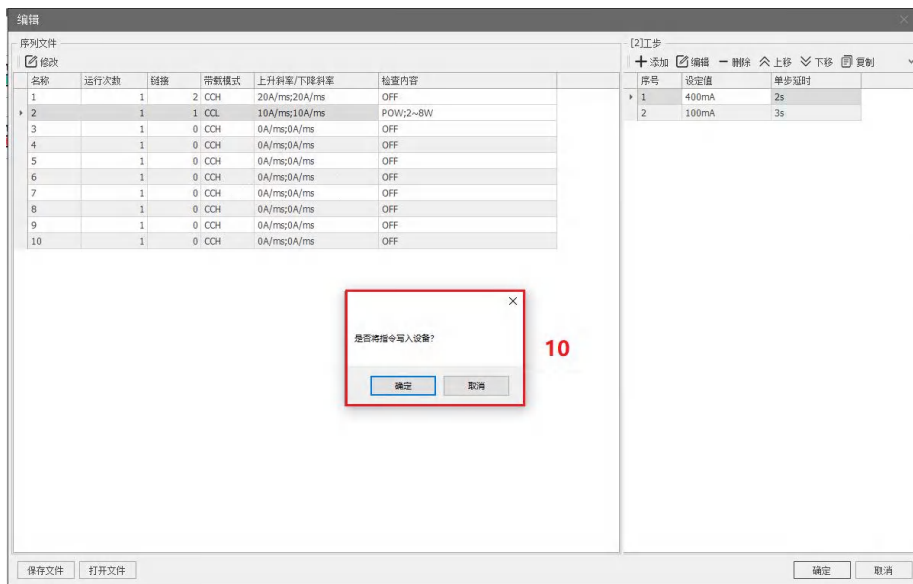 编辑
序列文件
修改
名称 运行次数 链接 带载模式 上升斜率/下降斜率 检查内容
1 1 2 CCH 20A/ms;20A/ms OFF
2 1 1 CCL 10A/ms;10A/ms POW;2~8W
3 1 0 CCH 0A/ms;0A/ms OFF
4 1 0 CCH 0A/ms;0A/ms OFF
5 1 0 CCH 0A/ms;0A/ms OFF
6 1 0 CCH 0A/ms;0A/ms OFF
7 1 0 CCH 0A/ms;0A/ms OFF
8 1 0 CCH 0A/ms;0A/ms OFF
9 1 0 CCH 0A/ms;0A/ms OFF
10 1 0 CCH 0A/ms;0A/ms OFF
[2]工步
添加 编辑 删除 上移 下移 复制
序号 设定值 单步延时
1 400mA 2s
2 100mA 3s
是否将指令写入设备?
确定 取消
10
保存文件 打开文件
确定 取消